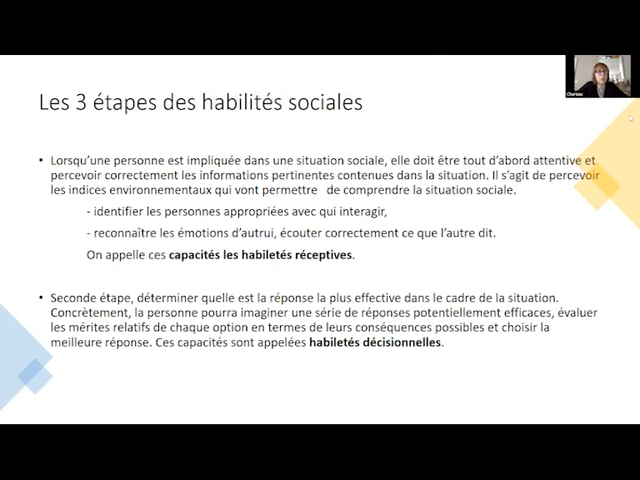 Les 3 étapes des habilités sociales
• Lorsqu'une personne est impliquée dans une situation sociale, elle doit être tout d'abord attentive et
percevoir correctement les informations pertinentes contenues dans la situation. Il s'agit de percevoir
les indices environnementaux qui vont permettre de comprendre la situation sociale.
- identifier les personnes appropriées avec qui interagir,
- reconnaître les émotions d'autrui, écouter correctement ce que l'autre dit.
On appelle ces capacités les habiletés réceptives.
• Seconde étape, déterminer quelle est la réponse la plus effective dans le cadre de la situation.
Concrètement, la personne pourra imaginer une série de réponses potentiellement efficaces, évaluer
les mérites relatifs de chaque option en termes de leurs conséquences possibles et choisir la
meilleure réponse. Ces capacités sont appelées habiletés décisionnelles.